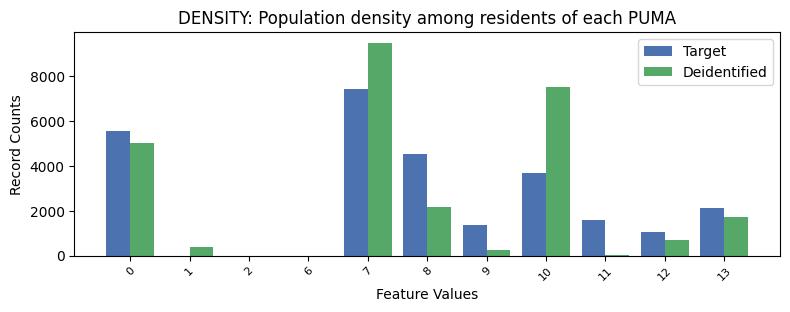 DENSITY: Population density among residents of each PUMA
Target
Deidentified
Record Counts
8000
6000
4000
2000
0
0 1 2 6 7 8 9 10 11 12 13
Feature Values